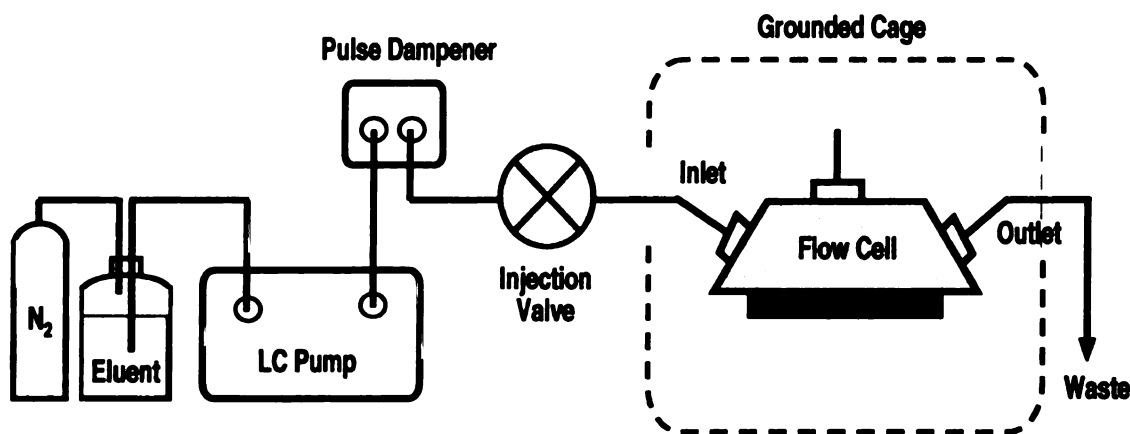 Grounded Cage
Pulse Dampener
Inlet
Flow Cell
Outlet
Injection
Valve
N₂
Eluent
LC Pump
Waste